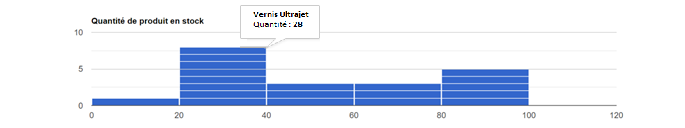 Quantité de produit en stock
Vernis Ultrajet
Quantité : 28
10
5
0
0 20 40 60 80 100 120